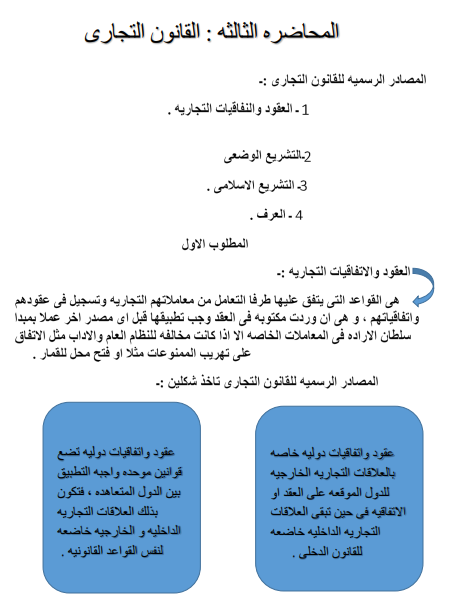 المحاضره الثالثه : القانون التجارى
المصادر الرسميه للقانون التجارى :-
1 - العقود والنفاقيات التجاريه .
2-التشريع الوضعى
3- التشريع الاسلامى .
4 - العرف .
المطلوب الاول
العقود والاتفاقيات التجاريه :-
هى القواعد التى يتفق عليها طرفا التعامل من معاملاتهم التجاريه وتسجيل فى عقودهم
واتفاقياتهم ، و هى ان وردت مكتوبه فى العقد وجب تطبيقها قبل اى مصدر اخر عملا بمبدا
سلطان الاراده فى المعاملات الخاصه الا اذا كانت مخالفه للنظام العام والاداب مثل الاتفاق
على تهريب الممنوعات مثلا او فتح محل للقمار .
المصادر الرسميه للقانون التجارى تاخذ شكلين :-
عقود واتفاقيات دوليه خاصه
بالعلاقات التجاريه الخارجيه
للدول الموقعه على العقد او
الاتفاقيه فى حين تبقى العلاقات
التجاريه الداخليه خاضعه
للقانون الدخلى .
عقود واتفاقيات دوليه تضع
قوانين موحده واجبه التطبيق
بين الدول المتعاهده ، فتكون
بذلك العلاقات التجاريه
الداخليه و الخارجيه خاضعه
لنفس القواعد القانونيه .